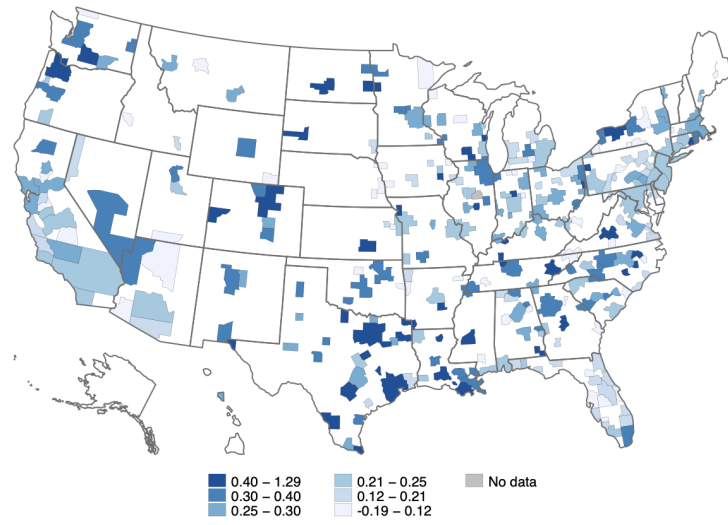 0.40 – 1.29 0.21 – 0.25 No data
0.30 – 0.40 0.12 – 0.21
0.25 – 0.30 -0.19 – 0.12